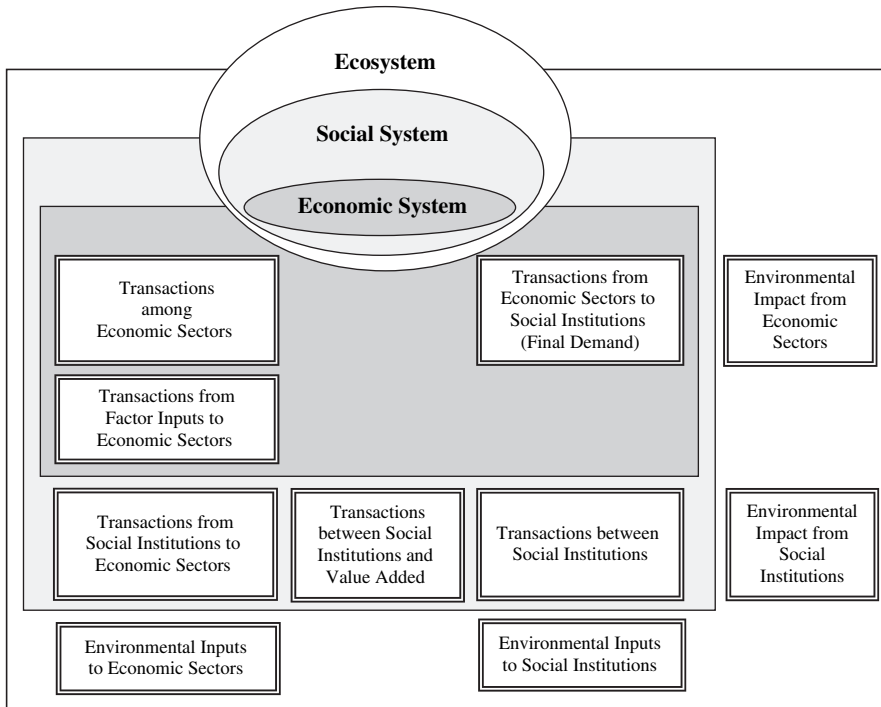 Ecosystem
Social System
Economic System
Transactions
among
Economic Sectors
Transactions from
Economic Sectors to
Social Institutions
(Final Demand)
Environmental
Impact from
Economic
Sectors
Transactions from
Factor Inputs to
Economic Sectors
Transactions from
Social Institutions to
Economic Sectors
Transactions
between Social
Institutions and
Value Added
Transactions between
Social Institutions
Environmental
Impact from
Social
Institutions
Environmental Inputs
to Economic Sectors
Environmental Inputs
to Social Institutions